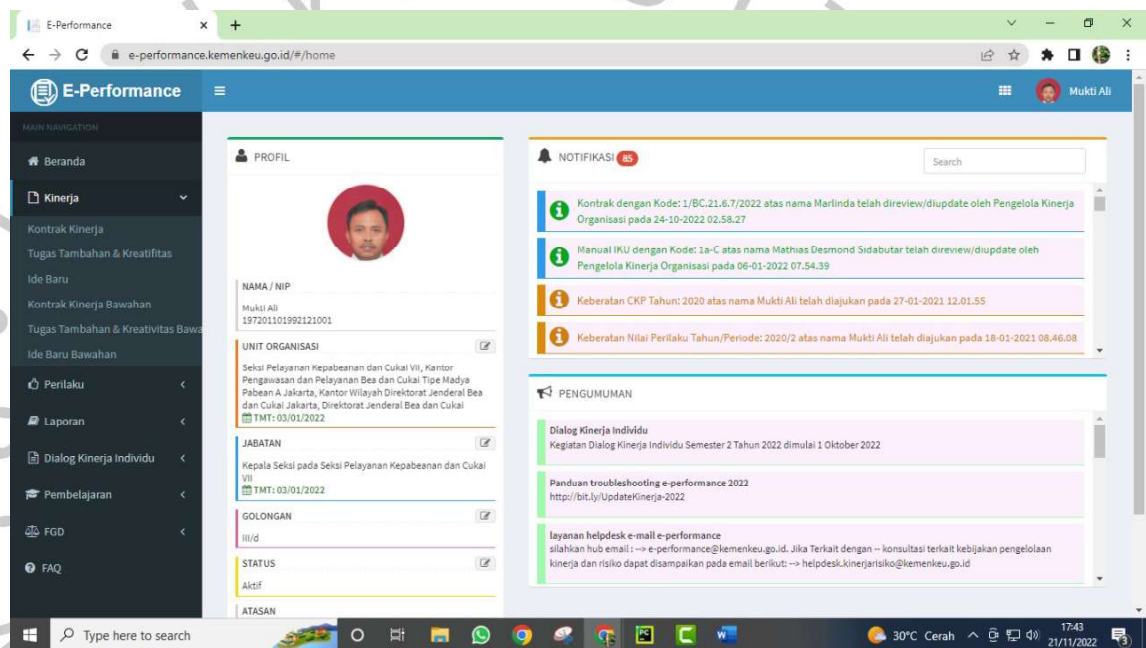 E-Performance
e-performance.kemenkeu.go.id/#/home
E-Performance
Mukti Ali
MAIN NAVIGATION
Beranda
Kinerja
Kontrak Kinerja
Tugas Tambahan & Kreatifitas
Ide Baru
Kontrak Kinerja Bawahan
Tugas Tambahan & Kreativitas Bawa
Ide Baru Bawahan
Perilaku
Laporan
Dialog Kinerja Individu
Pembelajaran
FGD
FAQ
PROFIL
NAMA / NIP
Mukti Ali
197201101992121001
UNIT ORGANISASI
Seksi Pelayanan Kepabeanan dan Cukai VII, Kantor
Pengawasan dan Pelayanan Bea dan Cukai Tipe Madya
Pabean A Jakarta, Kantor Wilayah Direktorat Jenderal Bea
dan Cukai Jakarta, Direktorat Jenderal Bea dan Cukai
TMT: 03/01/2022
JABATAN
Kepala Seksi pada Seksi Pelayanan Kepabeanan dan Cukai
VII
TMT: 03/01/2022
GOLONGAN
III/d
STATUS
Aktif
ATASAN
NOTIFIKASI 85
Search
Kontrak dengan Kode: 1/BC.21.6.7/2022 atas nama Marlinda telah direview/diupdate oleh Pengelola Kinerja
Organisasi pada 24-10-2022 02.58.27
Manual IKU dengan Kode: 1a-C atas nama Mathias Desmond Sidabutar telah direview/diupdate oleh
Pengelola Kinerja Organisasi pada 06-01-2022 07.54.39
Keberatan CKP Tahun: 2020 atas nama Mukti Ali telah diajukan pada 27-01-2021 12.01.55
Keberatan Nilai Perilaku Tahun/Periode: 2020/2 atas nama Mukti Ali telah diajukan pada 18-01-2021 08.46.08
PENGUMUMAN
Dialog Kinerja Individu
Kegiatan Dialog Kinerja Individu Semester 2 Tahun 2022 dimulai 1 Oktober 2022
Panduan troubleshooting e-performance 2022
http://bit.ly/UpdateKinerja-2022
layanan helpdesk e-mail e-performance
silahkan hub email : --> e-performance@kemenkeu.go.id. Jika Terkait dengan -- konsultasi terkait kebijakan pengelolaan
kinerja dan risiko dapat disampaikan pada email berikut: --> helpdesk.kinerjarisiko@kemenkeu.go.id
Type here to search
30°C Cerah
17:43
21/11/2022